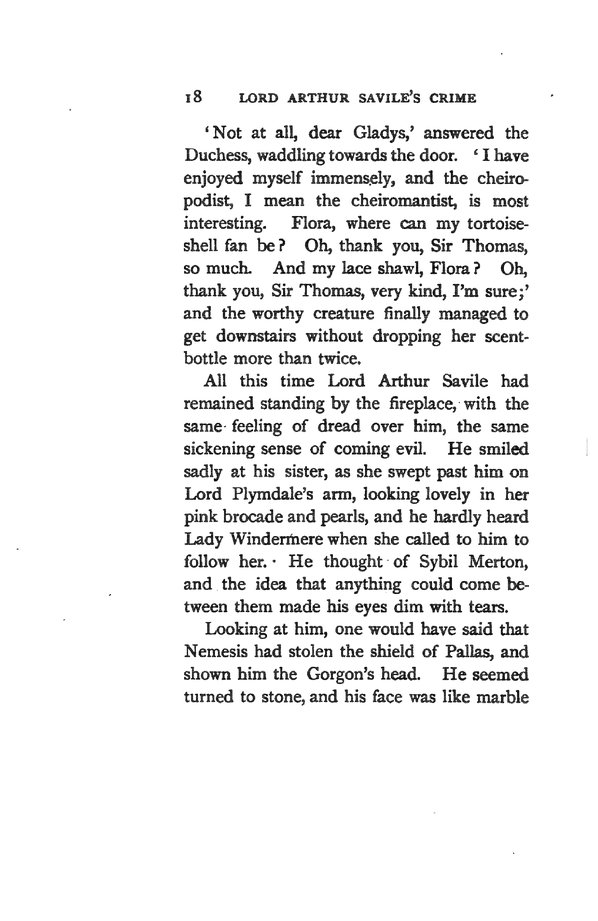 18 LORD ARTHUR SAVILE'S CRIME
'Not at all, dear Gladys,' answered the
Duchess, waddling towards the door. 'I have
enjoyed myself immensely, and the cheiro-
podist, I mean the cheiromantist, is most
interesting. Flora, where can my tortoise-
shell fan be? Oh, thank you, Sir Thomas,
so much. And my lace shawl, Flora? Oh,
thank you, Sir Thomas, very kind, I'm sure;'
and the worthy creature finally managed to
get downstairs without dropping her scent-
bottle more than twice.
All this time Lord Arthur Savile had
remained standing by the fireplace, with the
same feeling of dread over him, the same
sickening sense of coming evil. He smiled
sadly at his sister, as she swept past him on
Lord Plymdale's arm, looking lovely in her
pink brocade and pearls, and he hardly heard
Lady Windermere when she called to him to
follow her. He thought of Sybil Merton,
and the idea that anything could come be-
tween them made his eyes dim with tears.
Looking at him, one would have said that
Nemesis had stolen the shield of Pallas, and
shown him the Gorgon's head. He seemed
turned to stone, and his face was like marble